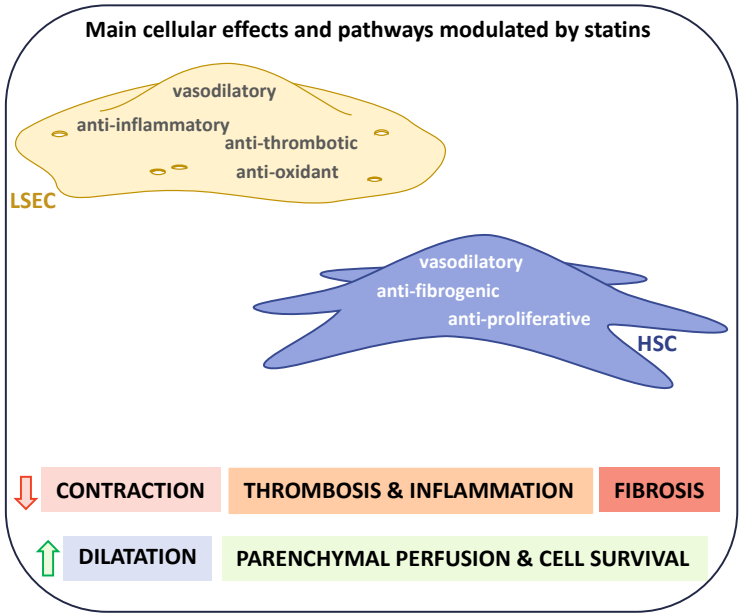 Main cellular effects and pathways modulated by statins
vasodilatory
anti-inflammatory
anti-thrombotic
anti-oxidant
LSEC
vasodilatory
anti-fibrogenic
anti-proliferative
HSC
CONTRACTION
THROMBOSIS & INFLAMMATION
FIBROSIS
DILATATION
PARENCHYMAL PERFUSION & CELL SURVIVAL